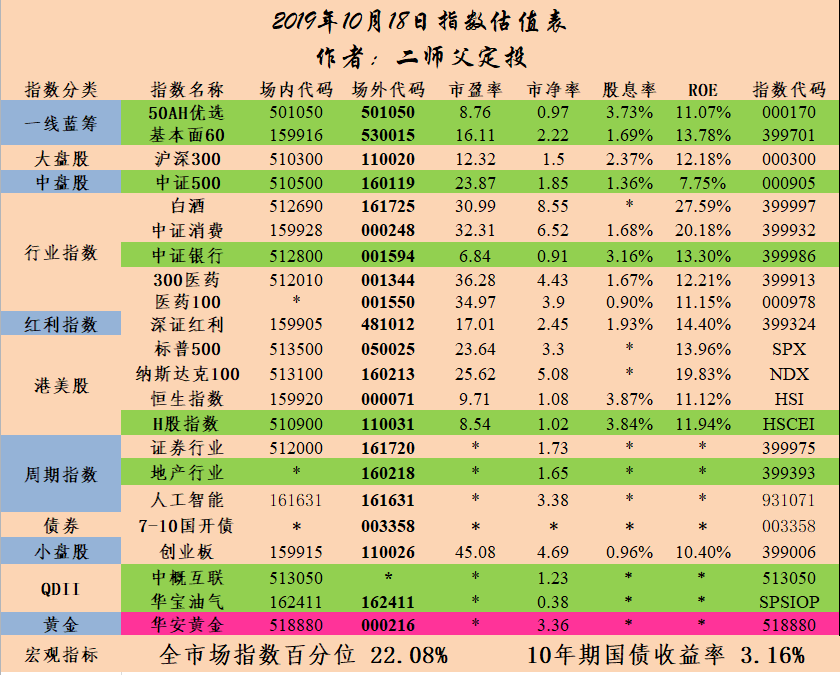 2019年10月18日指数估值表
作者：二师父定投
指数分类 指数名称 场内代码 场外代码 市盈率 市净率 股息率 ROE 指数代码
一线蓝筹 50AH优选 501050 501050 8.76 0.97 3.73% 11.07% 000170
基本面60 159916 530015 16.11 2.22 1.69% 13.78% 399701
大盘股 沪深300 510300 110020 12.32 1.5 2.37% 12.18% 000300
中盘股 中证500 510500 160119 23.87 1.85 1.36% 7.75% 000905
行业指数 白酒 512690 161725 30.99 8.55 * 27.59% 399997
中证消费 159928 000248 32.31 6.52 1.68% 20.18% 399932
中证银行 512800 001594 6.84 0.91 3.16% 13.30% 399986
300医药 512010 001344 36.28 4.43 1.67% 12.21% 399913
医药100 * 001550 34.97 3.9 0.90% 11.15% 000978
红利指数 深证红利 159905 481012 17.01 2.45 1.93% 14.40% 399324
港美股 标普500 513500 050025 23.64 3.3 * 13.96% SPX
纳斯达克100 513100 160213 25.62 5.08 * 19.83% NDX
恒生指数 159920 000071 9.71 1.08 3.87% 11.12% HSI
H股指数 510900 110031 8.54 1.02 3.84% 11.94% HSCEI
周期指数 证券行业 512000 161720 * 1.73 * * 399975
地产行业 * 160218 * 1.65 * * 399393
人工智能 161631 161631 * 3.38 * * 931071
债券 7-10国开债 * 003358 * * * * 003358
小盘股 创业板 159915 110026 45.08 4.69 0.96% 10.40% 399006
QDII 中概互联 513050 * * 1.23 * * 513050
华宝油气 162411 162411 * 0.38 * * SPSIOP
黄金 华安黄金 518880 000216 * 3.36 * * 518880
宏观指标 全市场指数百分位 22.08% 10年期国债收益率 3.16%